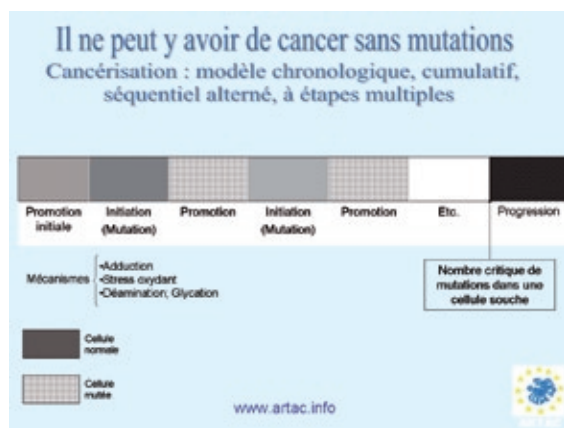 Il ne peut y avoir de cancer sans mutations
Cancérisation : modèle chronologique, cumulatif,
séquentiel alterné, à étapes multiples
Promotion initiale
Initiation (Mutation)
Promotion
Initiation (Mutation)
Promotion
Etc.
Progression
Mécanismes
•Adduction
•Stress oxydant
•Déamination, Glycation
Nombre critique de
mutations dans une
cellule souche
Cellule
normale
Cellule
mutée
www.artac.info
ARTAC